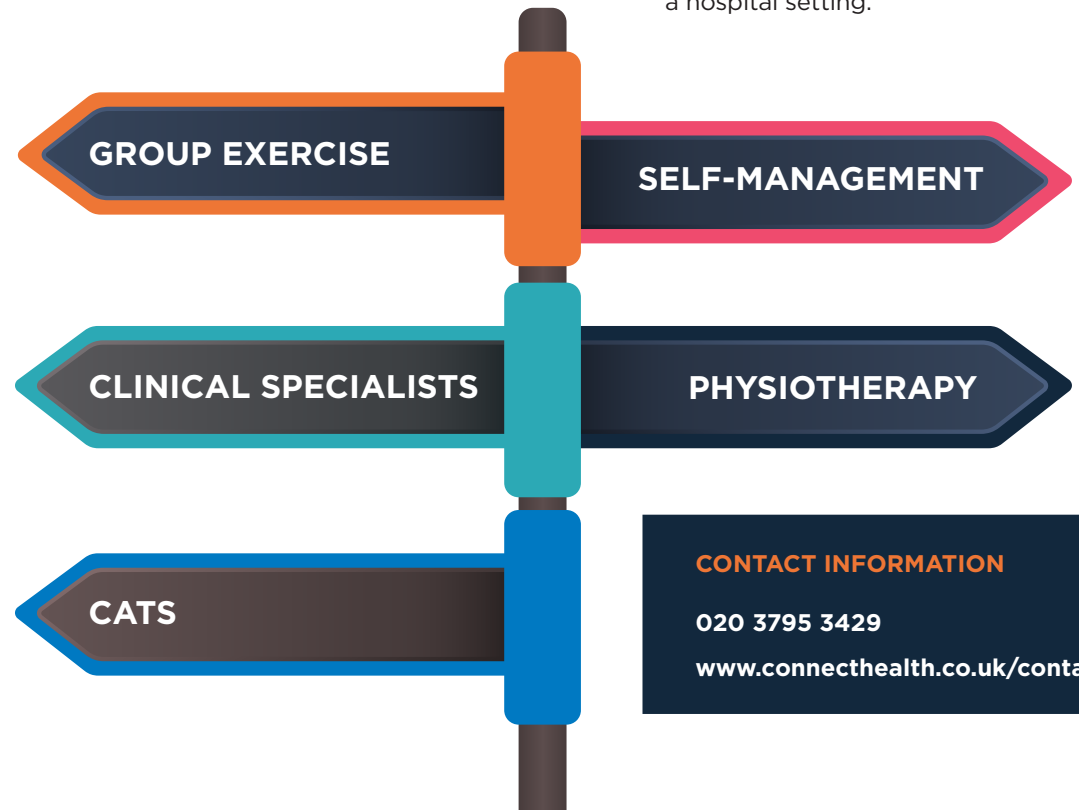 a hospital setting.
GROUP EXERCISE
SELF-MANAGEMENT
CLINICAL SPECIALISTS
PHYSIOTHERAPY
CATS
CONTACT INFORMATION
020 3795 3429
www.connecthealth.co.uk/conta